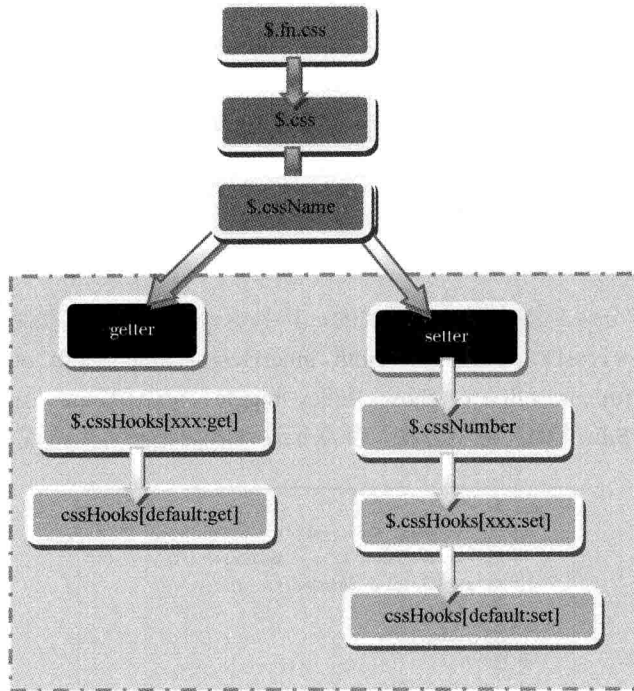 $.fn.css
$.css
$.cssName
getter
setter
$.cssHooks[xxx:get]
$.cssNumber
cssHooks[default:get]
$.cssHooks[xxx:set]
cssHooks[default:set]